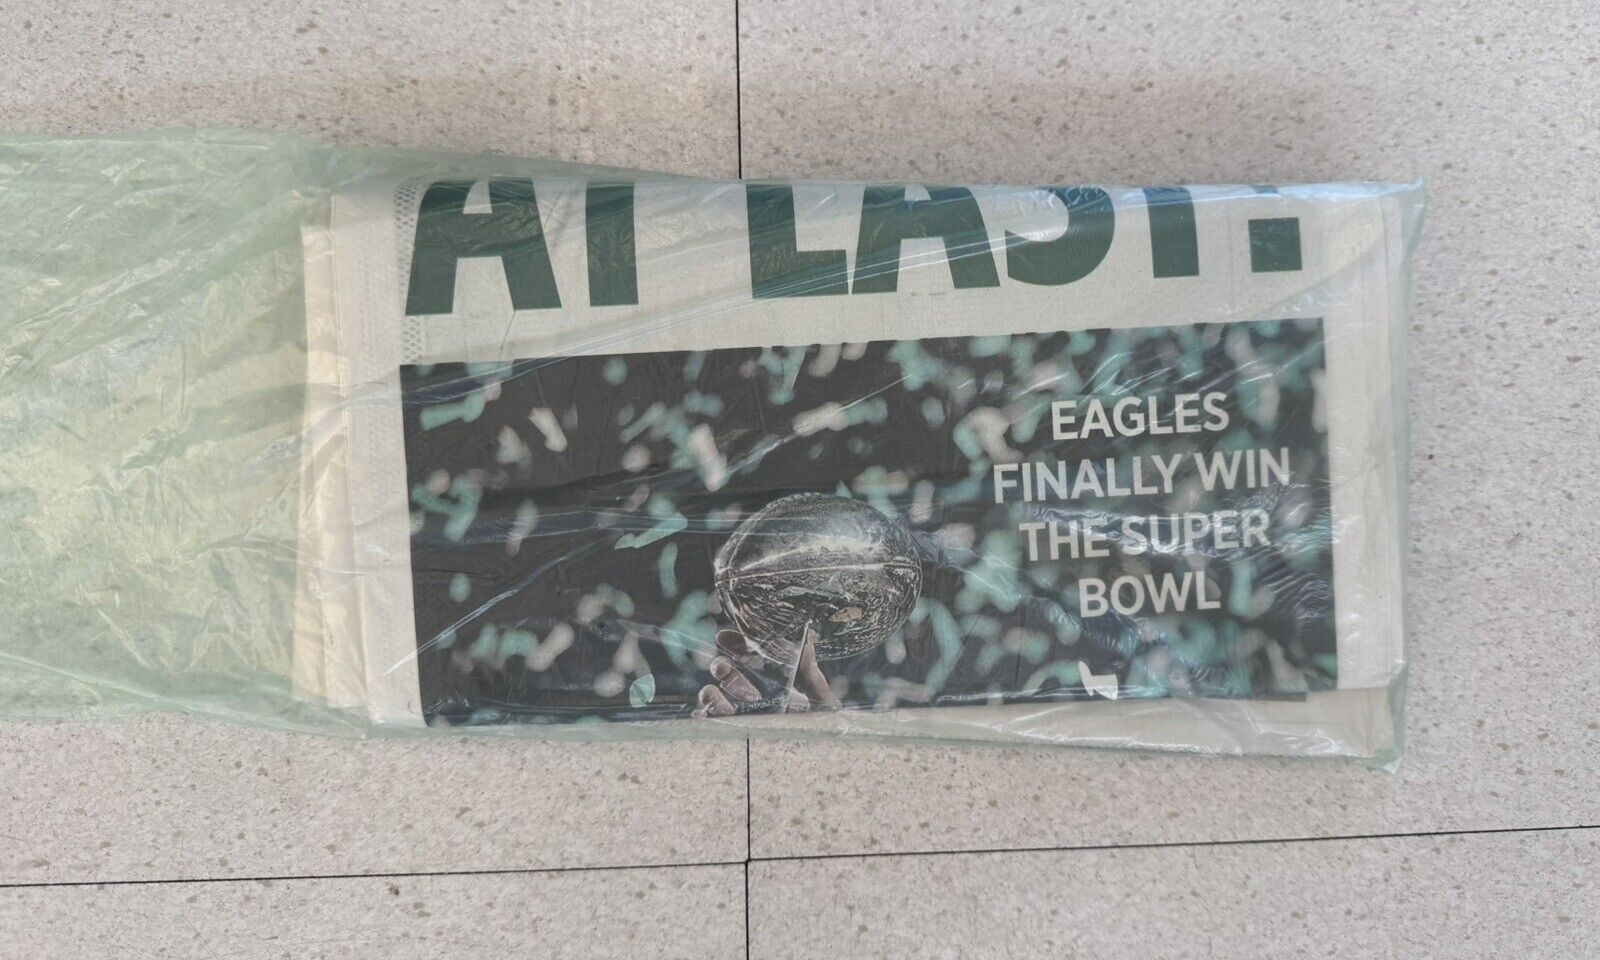 AT LAST!
EAGLES
FINALLY WIN
THE SUPER
BOWL